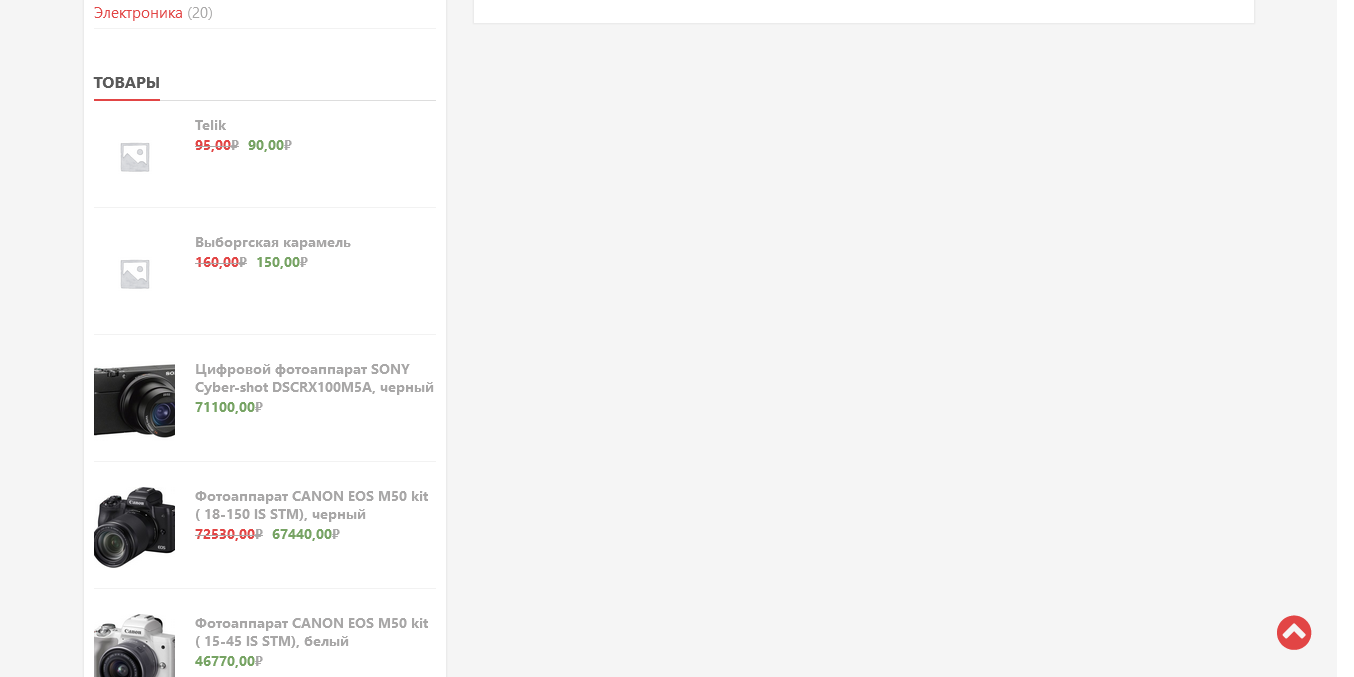 Электроника (20)
ТОВАРЫ
Telik
95,00₽ 90,00₽
Выборгская карамель
160,00₽ 150,00₽
Цифровой фотоаппарат SONY
Cyber-shot DSCRX100M5A, черный
71100,00₽
Фотоаппарат CANON EOS M50 kit
( 18-150 IS STM), черный
72530,00₽ 67440,00₽
Фотоаппарат CANON EOS M50 kit
( 15-45 IS STM), белый
46770,00₽